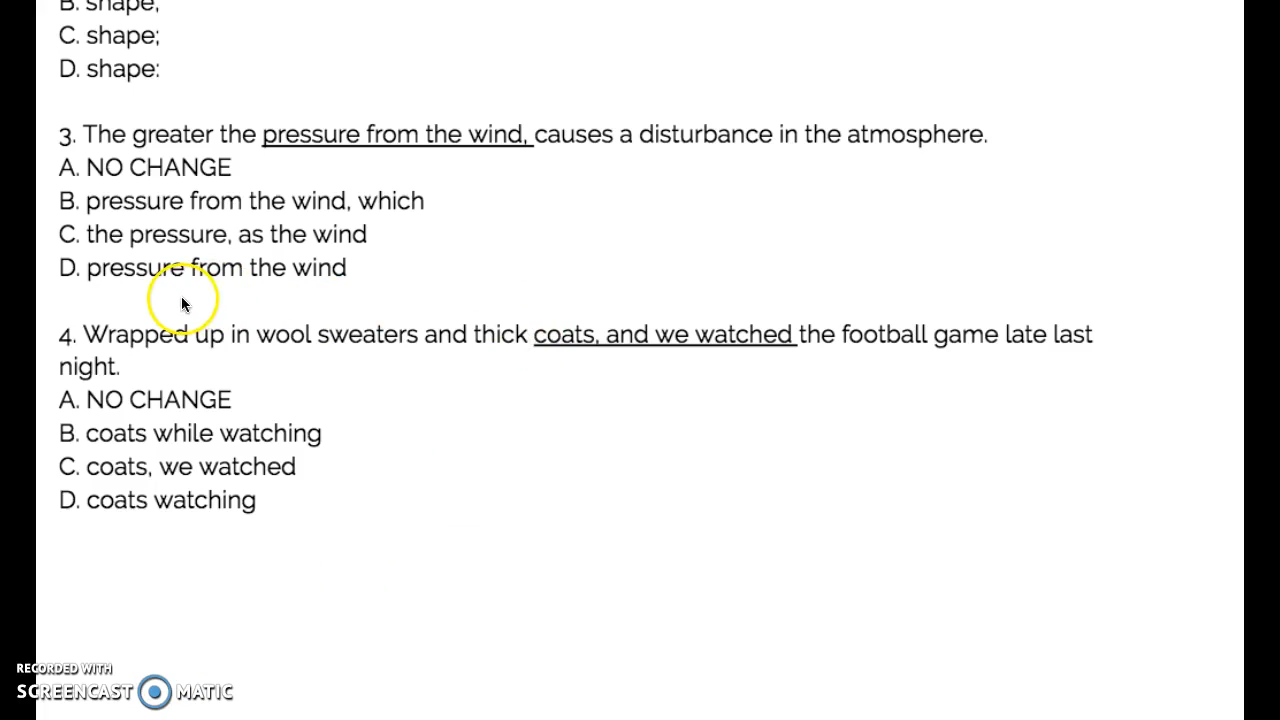 B. shape,
C. shape;
D. shape:
3. The greater the pressure from the wind, causes a disturbance in the atmosphere.
A. NO CHANGE
B. pressure from the wind, which
C. the pressure, as the wind
D. pressure from the wind
4. Wrapped up in wool sweaters and thick coats, and we watched the football game late last
night.
A. NO CHANGE
B. coats while watching
C. coats, we watched
D. coats watching
RECORDED WITH
SCREENCAST MATIC